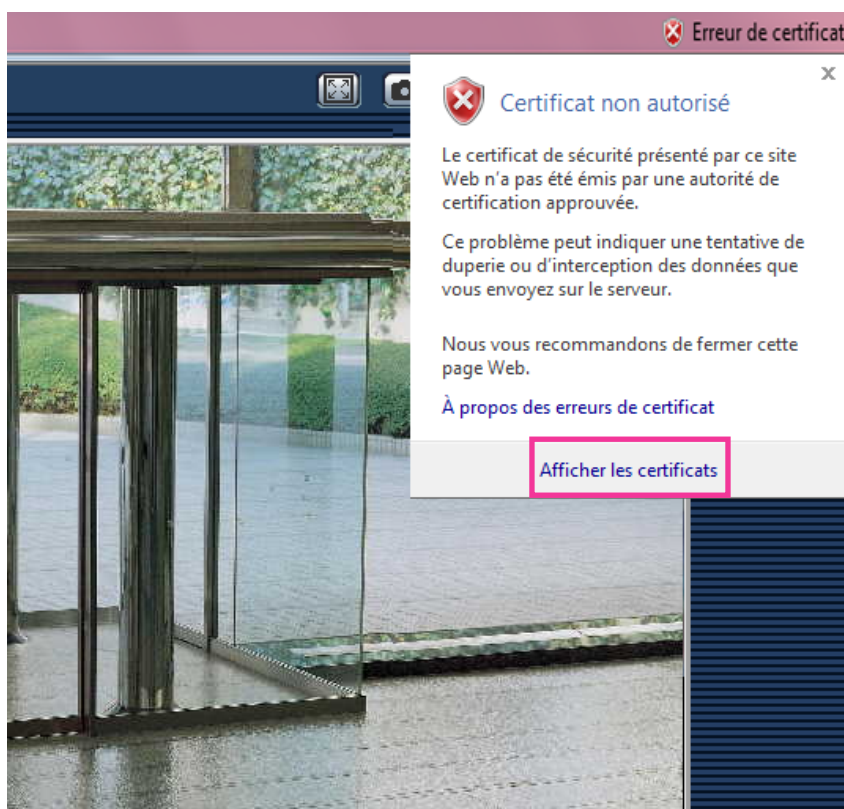 Erreur de certificat
x
Certificat non autorisé
Le certificat de sécurité présenté par ce site
Web n'a pas été émis par une autorité de
certification approuvée.
Ce problème peut indiquer une tentative de
duperie ou d'interception des données que
vous envoyez sur le serveur.
Nous vous recommandons de fermer cette
page Web.
À propos des erreurs de certificat
Afficher les certificats